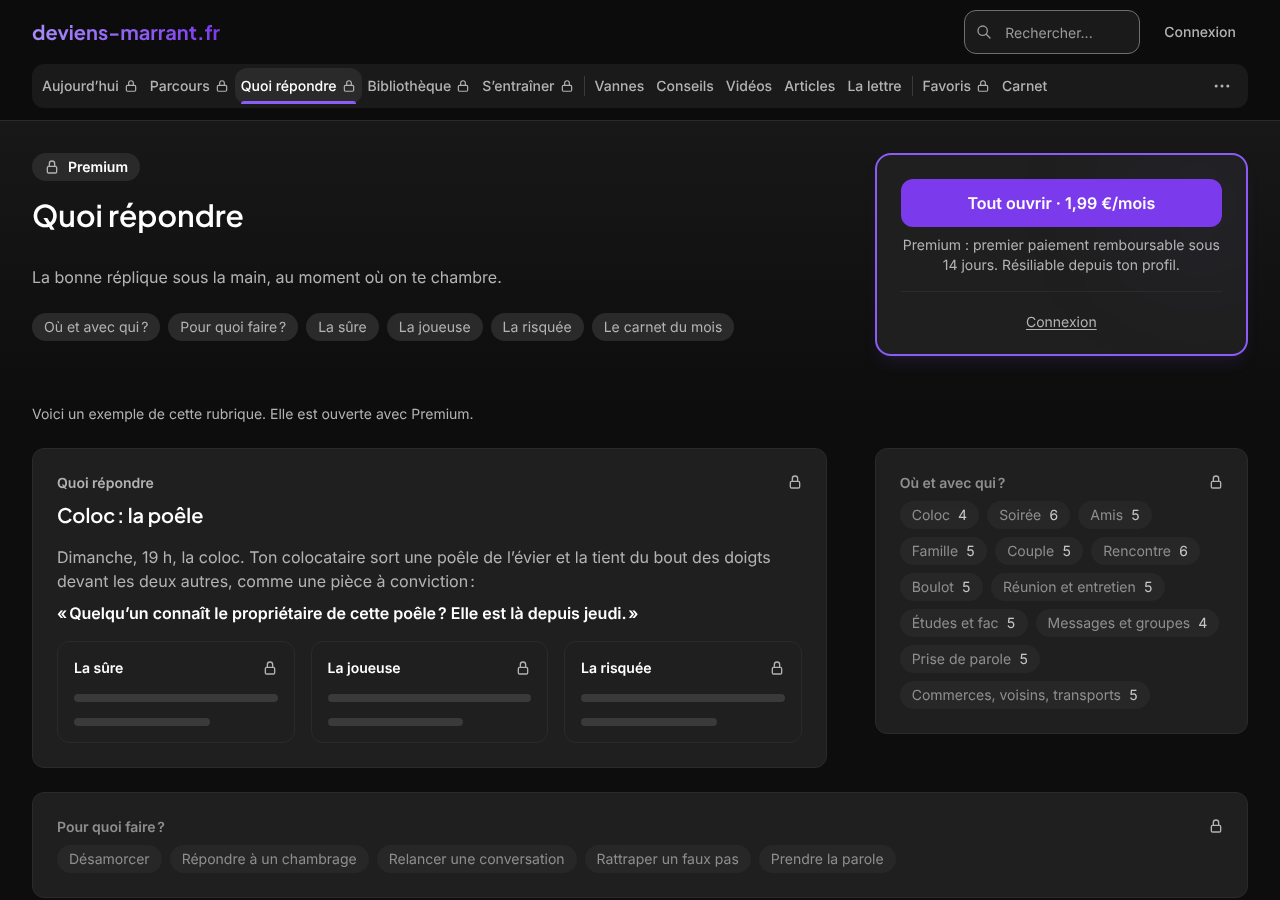 deviens-marrant.fr
Rechercher...
Connexion
Aujourd’hui Parcours Quoi répondre Bibliothèque S’entraîner Vannes Conseils Vidéos Articles La lettre Favoris Carnet
Premium
Quoi répondre
La bonne réplique sous la main, au moment où on te chambre.
Où et avec qui ? Pour quoi faire ? La sûre La joueuse La risquée Le carnet du mois
Tout ouvrir · 1,99 €/mois
Premium : premier paiement remboursable sous
14 jours. Résiliable depuis ton profil.
Connexion
Voici un exemple de cette rubrique. Elle est ouverte avec Premium.
Quoi répondre
Coloc : la poêle
Dimanche, 19 h, la coloc. Ton colocataire sort une poêle de l’évier et la tient du bout des doigts
devant les deux autres, comme une pièce à conviction :
« Quelqu’un connaît le propriétaire de cette poêle ? Elle est là depuis jeudi. »
La sûre
La joueuse
La risquée
Où et avec qui ?
Coloc 4 Soirée 6 Amis 5
Famille 5 Couple 5 Rencontre 6
Boulot 5 Réunion et entretien 5
Études et fac 5 Messages et groupes 4
Prise de parole 5
Commerces, voisins, transports 5
Pour quoi faire ?
Désamorcer Répondre à un chambrage Relancer une conversation Rattraper un faux pas Prendre la parole